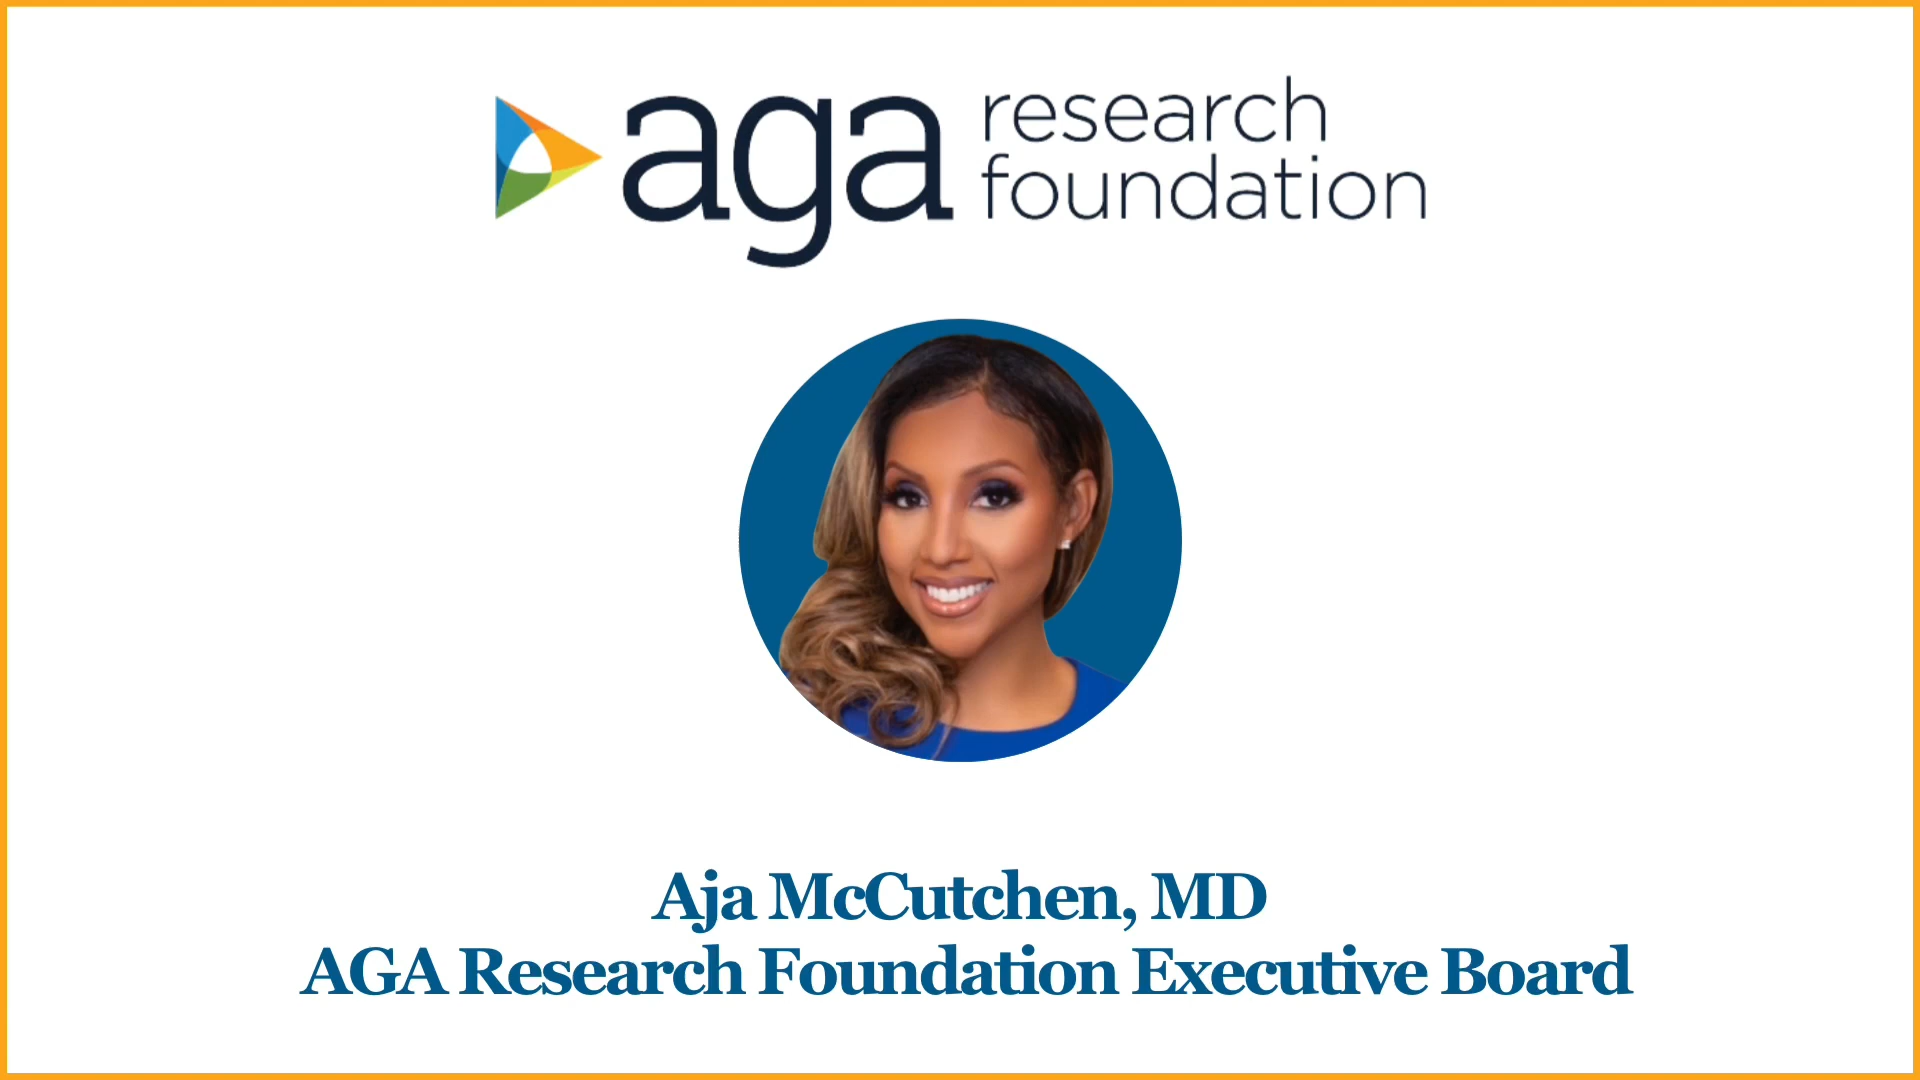 aga research
foundation
Aja McCutchen, MD
AGA Research Foundation Executive Board